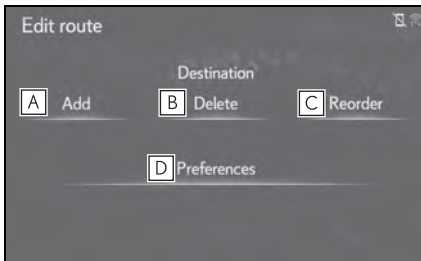 Edit route
Destination
A Add B Delete C Reorder
D Preferences